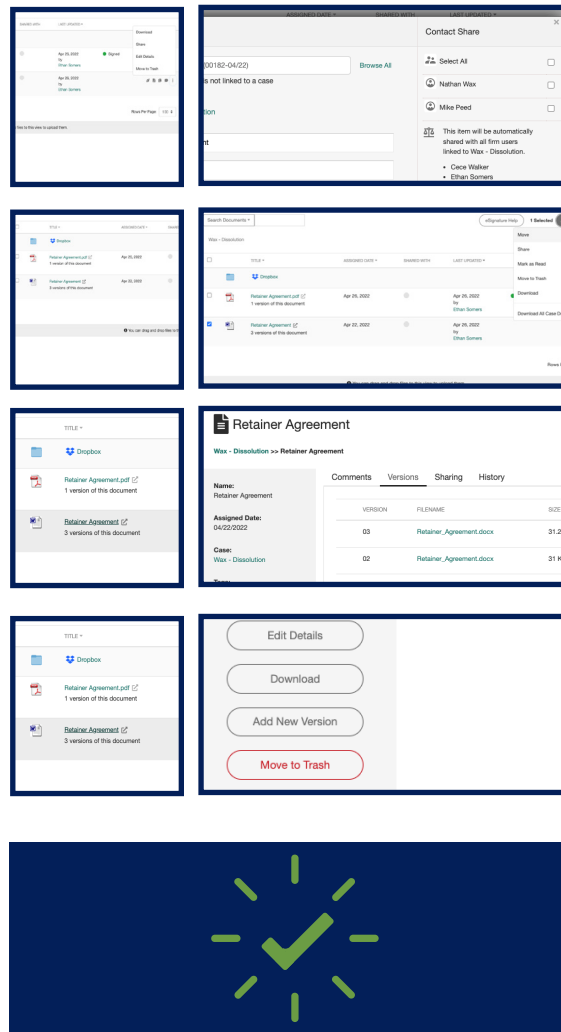 SHARED WITH LAST UPDATED
Download
Share
Edit Details
Move to Trash
Apr 25, 2022
by
Ethan Somers
Signed
Apr 26, 2022
by
Ethan Somers
Rows Per Page:
files to this view to upload them.
ASSIGNED DATE SHARED WITH LAST UPDATED
Contact Share
00182-04/22)
Browse All
is not linked to a case
Select All
Nathan Wax
Mike Peed
This item will be automatically
shared with all firm users
linked to Wax - Dissolution.
• Cece Walker
• Ethan Somers
TITLE ASSIGNED DATE
Dropbox
Retainer Agreement.pdf
1 version of this document
Apr 25, 2022
Retainer Agreement
3 versions of this document
Apr 22, 2022
You can drag and drop files to
Search Documents
eSignature Help
1 Selected
Wax - Dissolution
Move
Share
Mark as Read
Move to Trash
Download
Download All Case
TITLE ASSIGNED DATE SHARED WITH LAST UPDATED
Dropbox
Retainer Agreement.pdf
1 version of this document
Apr 25, 2022
Apr 25, 2022
by
Ethan Somers
Retainer Agreement
3 versions of this document
Apr 22, 2022
Apr 26, 2022
by
Ethan Somers
Rows
TITLE
Dropbox
Retainer Agreement.pdf
1 version of this document
Retainer Agreement
3 versions of this document
Retainer Agreement
Wax - Dissolution >> Retainer Agreement
Name:
Retainer Agreement
Assigned Date:
04/22/2022
Case:
Wax - Dissolution
Comments Versions Sharing History
VERSION FILENAME SIZE
03 Retainer_Agreement.docx 31.2
02 Retainer_Agreement.docx 31 K
TITLE
Dropbox
Retainer Agreement.pdf
1 version of this document
Retainer Agreement
3 versions of this document
Edit Details
Download
Add New Version
Move to Trash